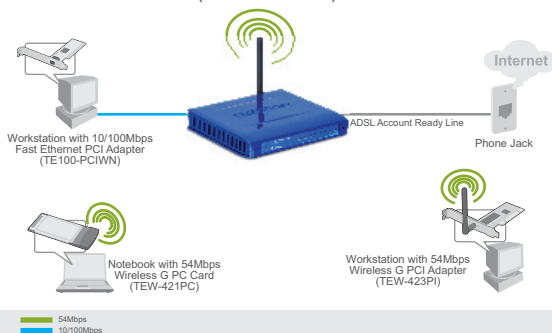 Internet
ADSL Account Ready Line
Phone Jack
Workstation with 10/100Mbps
Fast Ethernet PCI Adapter
(TE100-PCIWN)
Notebook with 54Mbps
Wireless G PC Card
(TEW-421PC)
Workstation with 54Mbps
Wireless G PCI Adapter
(TEW-423PI)
54Mbps
10/100Mbps